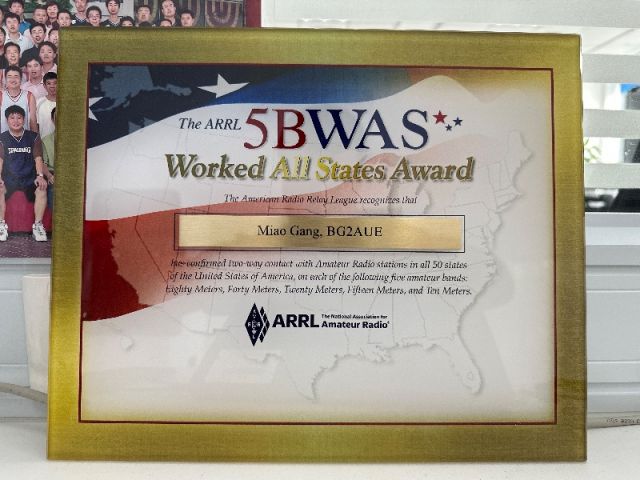 The ARRL 5BWAS
Worked All States Award
The American Radio Relay League recognizes that
Miao Gang, BG2AUE
has confirmed two-way contact with Amateur Radio stations in all 50 states
of the United States of America, on each of the following five amateur bands:
Eighty Meters, Forty Meters, Twenty Meters, Fifteen Meters, and Ten Meters.
ARRL The National Association for
Amateur Radio®
SPALDING